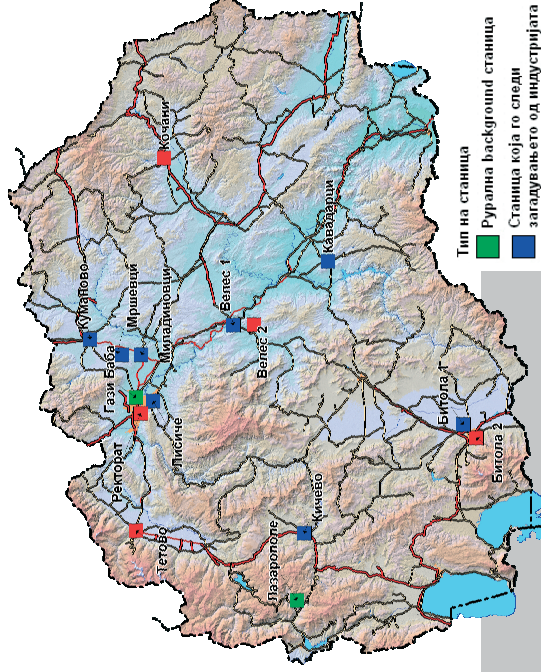 Куманово
Мршевци
Миладиновци
Гази Баба
Ректорат
Лисиче
Тетово
Лазарополе
Кичево
Велес 1
Велес 2
Кочани
Кавадарци
Битола 1
Битола 2
Тип на станица
Рурална background станица
Станица која го следи
загадувањето од индустријата